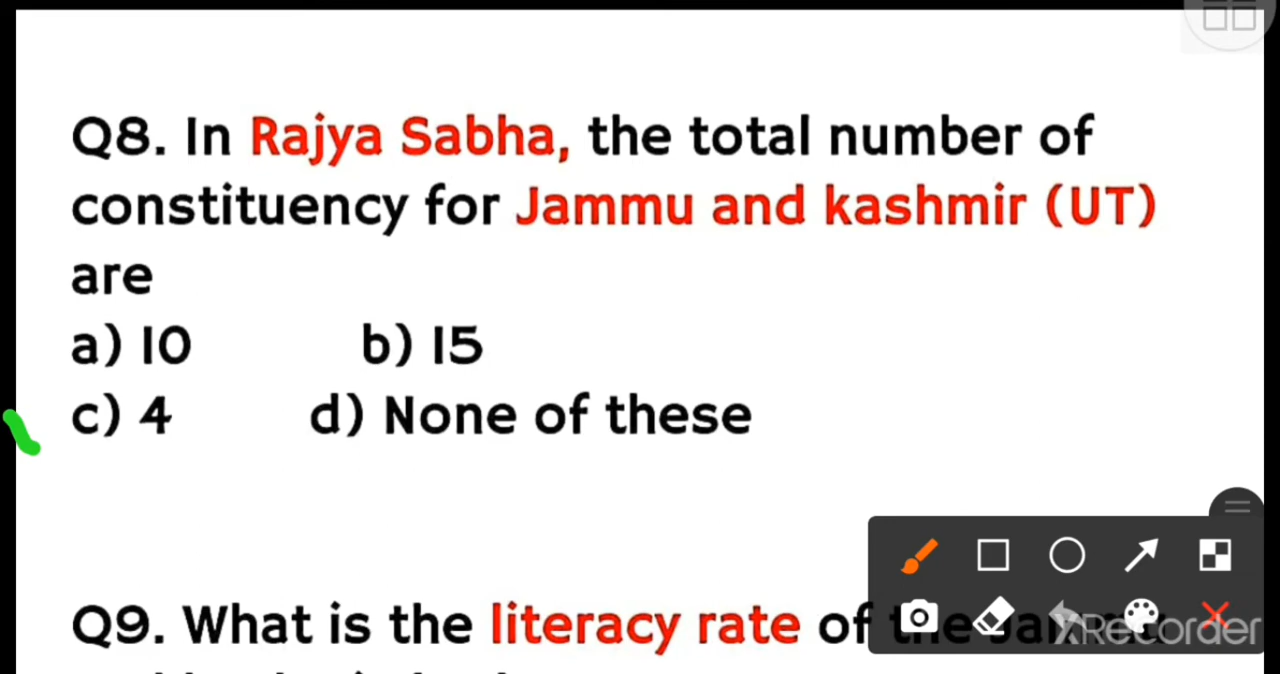 Q8. In Rajya Sabha, the total number of
constituency for Jammu and kashmir (UT)
are
a) 10 b) 15
c) 4 d) None of these
Q9. What is the literacy rate of the
XRecorder